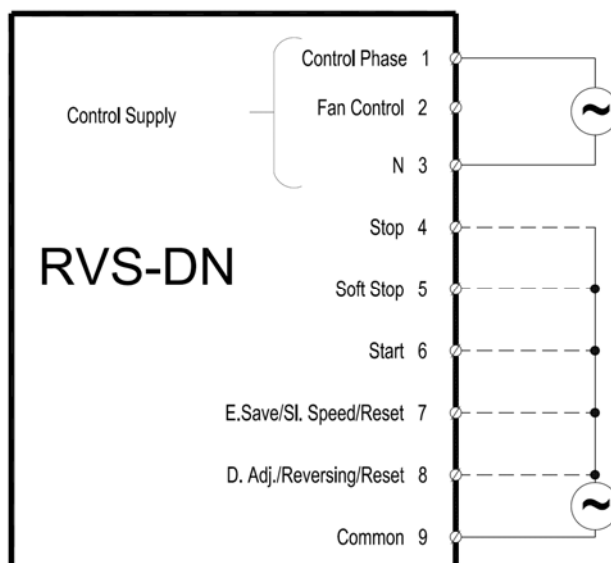 Control Phase 1
Control Supply
Fan Control 2
N 3
Stop 4
RVS-DN
Soft Stop 5
Start 6
E.Save/Sl. Speed/Reset 7
D. Adj./Reversing/Reset 8
Common 9
~
~